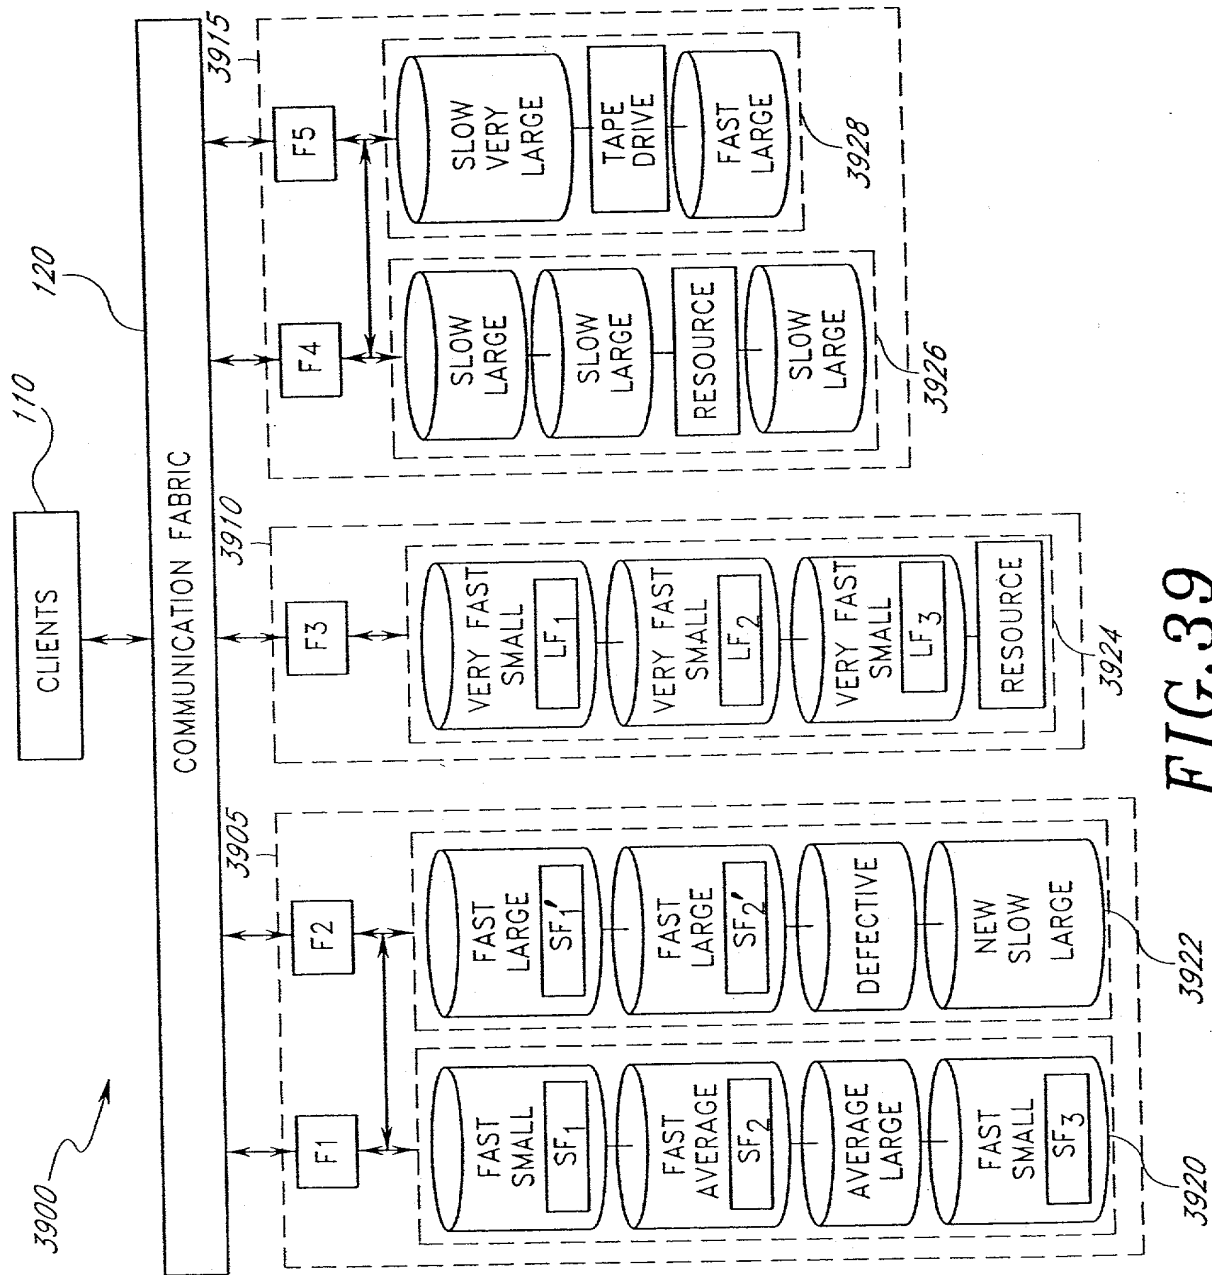 3900
CLIENTS
110
120
COMMUNICATION FABRIC
3905
F1
F2
FAST
SMALL
SF1
FAST
AVERAGE
SF2
AVERAGE
LARGE
FAST
SMALL
SF3
3920
FAST
LARGE
SF1'
FAST
LARGE
SF2'
DEFECTIVE
NEW
SLOW
LARGE
3922
3910
F3
VERY FAST
SMALL
LF1
VERY FAST
SMALL
LF2
VERY FAST
SMALL
LF3
RESOURCE
3924
3915
F4
F5
SLOW
LARGE
SLOW
LARGE
RESOURCE
SLOW
LARGE
3926
SLOW
VERY
LARGE
TAPE
DRIVE
FAST
LARGE
3928
FIG.39